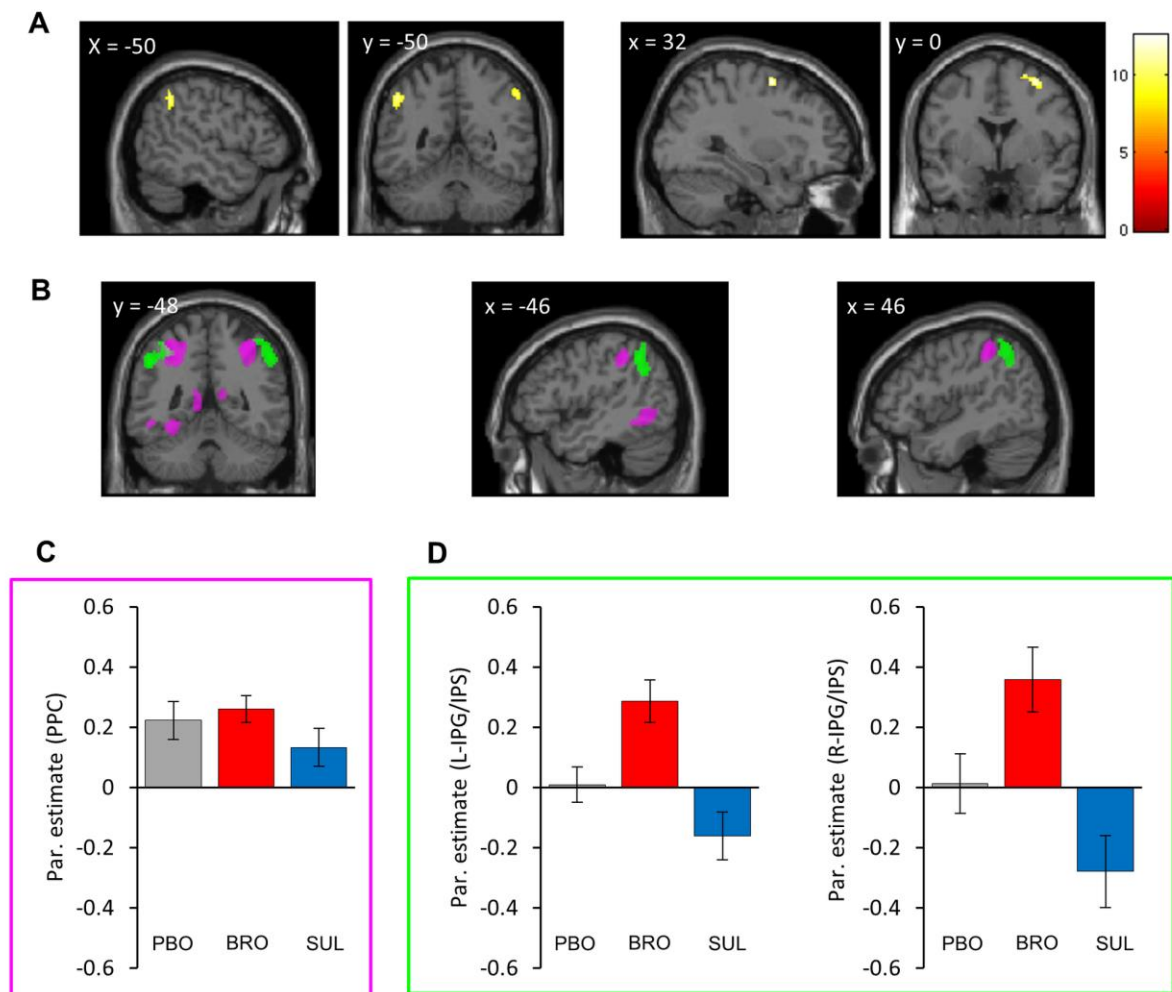 A
X = -50
y = -50
x = 32
y = 0
10
5
0
B
y = -48
x = -46
x = 46
C
D
Par. estimate (PPC)
0.6
0.4
0.2
0
-0.2
-0.4
-0.6
PBO
BRO
SUL
Par. estimate (L-IPG/IPS)
0.6
0.4
0.2
0
-0.2
-0.4
-0.6
PBO
BRO
SUL
Par. estimate (R-IPG/IPS)
0.6
0.4
0.2
0
-0.2
-0.4
-0.6
PBO
BRO
SUL